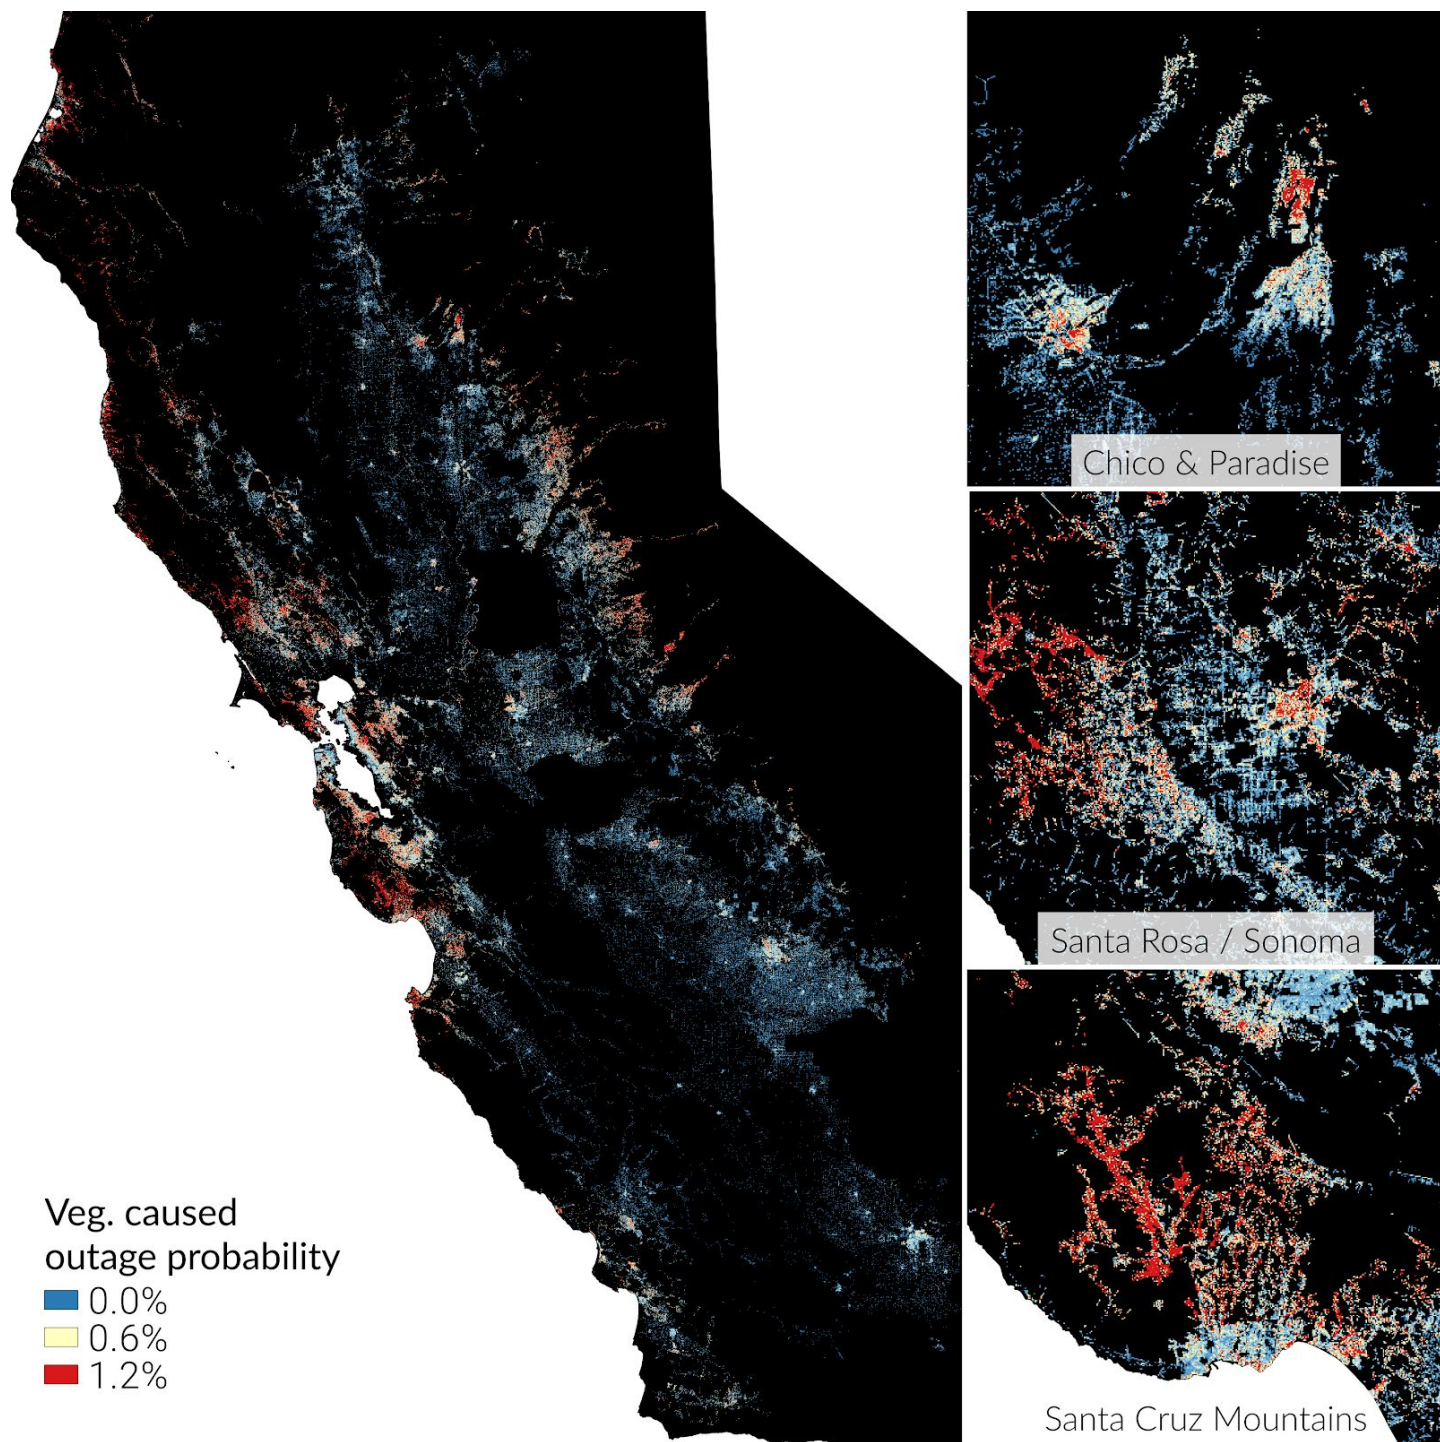 Chico & Paradise
Santa Rosa / Sonoma
Veg. caused
outage probability
0.0%
0.6%
1.2%
Santa Cruz Mountains